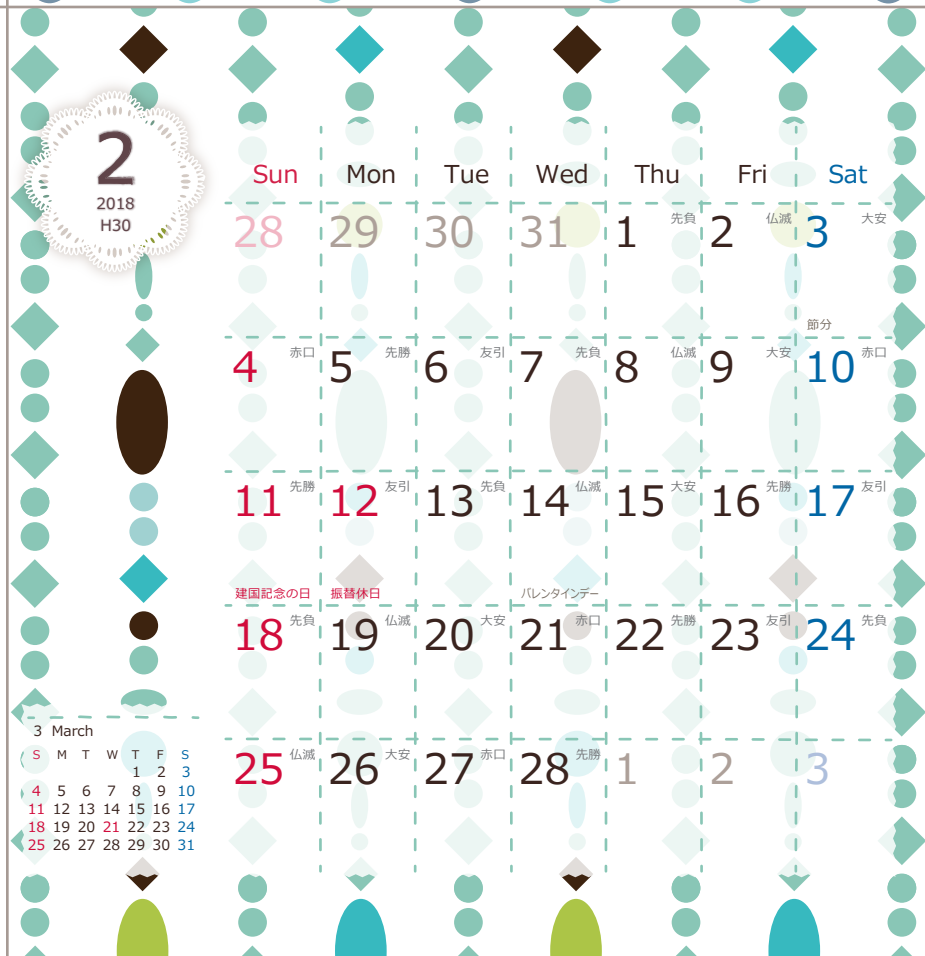 2
2018
H30
Sun Mon Tue Wed Thu Fri Sat
28 29 30 31 1 先負 2 仏滅 3 大安
節分
4 赤口 5 先勝 6 友引 7 先負 8 仏滅 9 大安 10 赤口
11 先勝 12 友引 13 先負 14 仏滅 15 大安 16 先勝 17 友引
建国記念の日 振替休日 バレンタインデー
18 先負 19 仏滅 20 大安 21 赤口 22 先勝 23 友引 24 先負
25 仏滅 26 大安 27 赤口 28 先勝 1 2 3
3 March
S M T W T F S
1 2 3
4 5 6 7 8 9 10
11 12 13 14 15 16 17
18 19 20 21 22 23 24
25 26 27 28 29 30 31